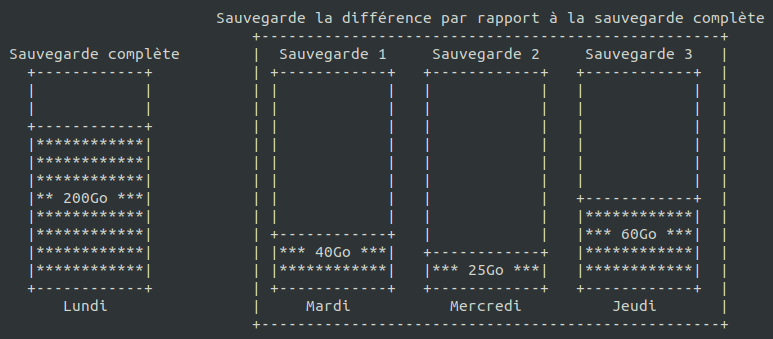 Sauvegarde la différence par rapport à la sauvegarde complète
Sauvegarde complète
Sauvegarde 1
Sauvegarde 2
Sauvegarde 3
** 200Go ***
*** 40Go ***
*** 25Go ***
*** 60Go ***
Lundi
Mardi
Mercredi
Jeudi